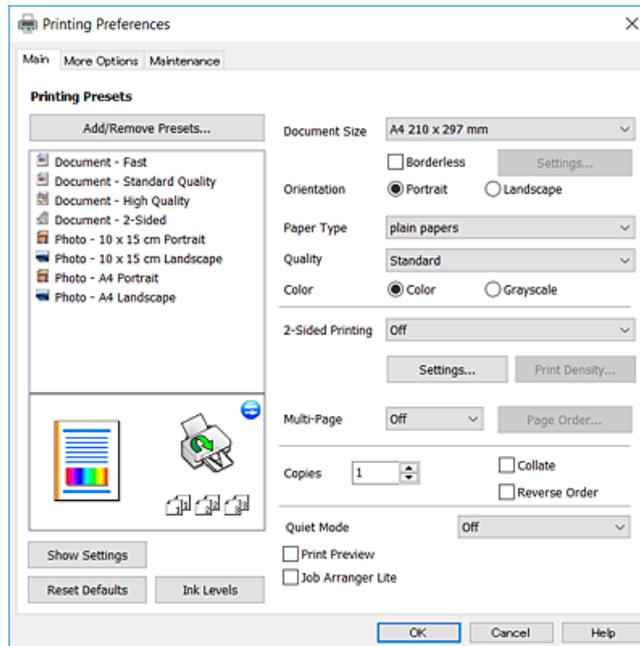 Printing Preferences
Main More Options Maintenance
Printing Presets
Add/Remove Presets...
Document - Fast
Document - Standard Quality
Document - High Quality
Document - 2-Sided
Photo - 10 x 15 cm Portrait
Photo - 10 x 15 cm Landscape
Photo - A4 Portrait
Photo - A4 Landscape
Show Settings
Reset Defaults Ink Levels
Document Size A4 210 x 297 mm
Borderless Settings...
Orientation Portrait Landscape
Paper Type plain papers
Quality Standard
Color Color Grayscale
2-Sided Printing Off
Settings... Print Density...
Multi-Page Off Page Order...
Copies 1 Collate
Reverse Order
Quiet Mode Off
Print Preview
Job Arranger Lite
OK Cancel Help